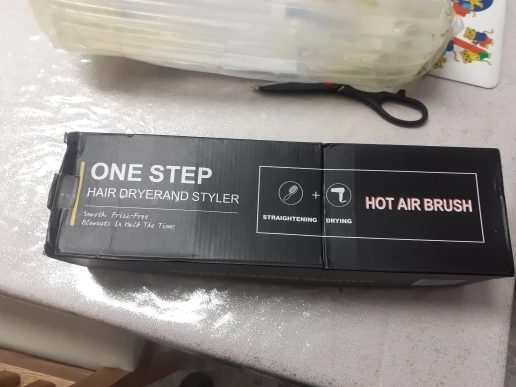 ONE STEP
HAIR DRYERAND STYLER
Smooth, Frizz-Free
Blowouts In Half The Time!
+
STRAIGHTENING DRYING
HOT AIR BRUSH